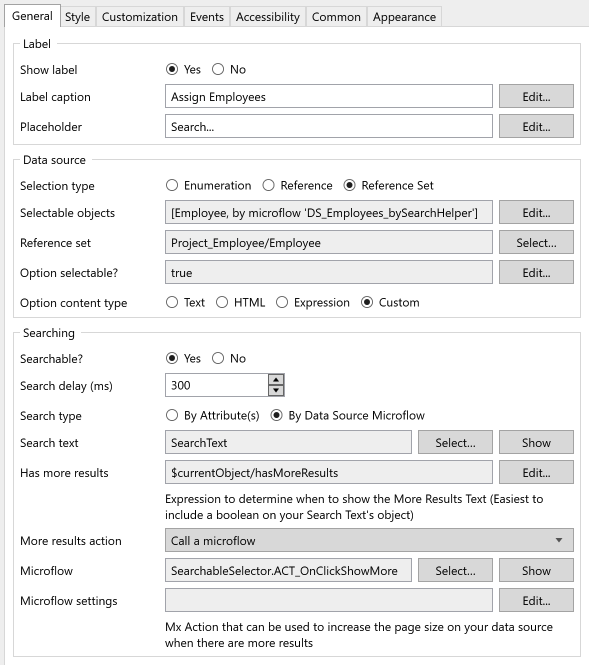 General Style Customization Events Accessibility Common Appearance
Label
Show label Yes No
Label caption Assign Employees Edit...
Placeholder Search... Edit...
Data source
Selection type Enumeration Reference Reference Set
Selectable objects [Employee, by microflow 'DS_Employees_bySearchHelper'] Edit...
Reference set Project_Employee/Employee Select...
Option selectable? true Edit...
Option content type Text HTML Expression Custom
Searching
Searchable? Yes No
Search delay (ms) 300
Search type By Attribute(s) By Data Source Microflow
Search text SearchText Select... Show
Has more results $currentObject/hasMoreResults Edit...
Expression to determine when to show the More Results Text (Easiest to
include a boolean on your Search Text's object)
More results action Call a microflow
Microflow SearchableSelector.ACT_OnClickShowMore Select... Show
Microflow settings Edit...
Mx Action that can be used to increase the page size on your data source
when there are more results